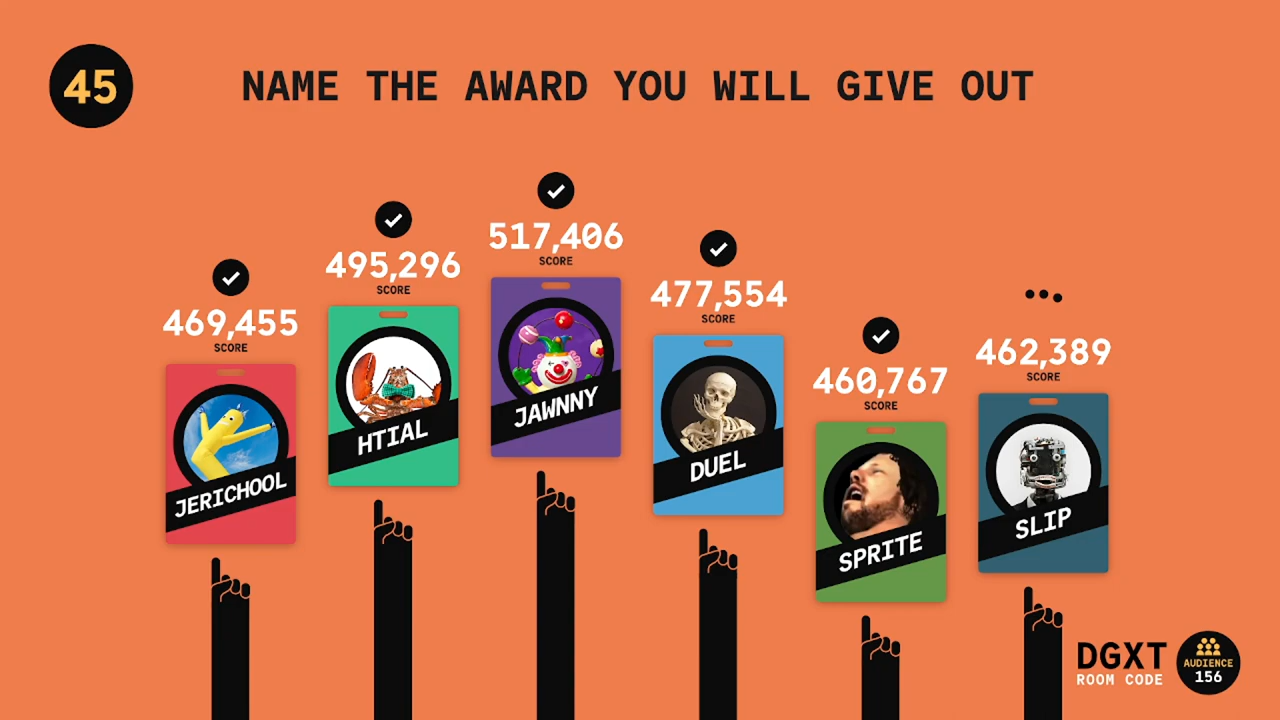 45
NAME THE AWARD YOU WILL GIVE OUT
469,455
SCORE
JERICHOOL
495,296
SCORE
HTIAL
517,406
SCORE
JAWNNY
477,554
SCORE
DUEL
460,767
SCORE
SPRITE
...
462,389
SCORE
SLIP
DGXT
ROOM CODE
AUDIENCE
156